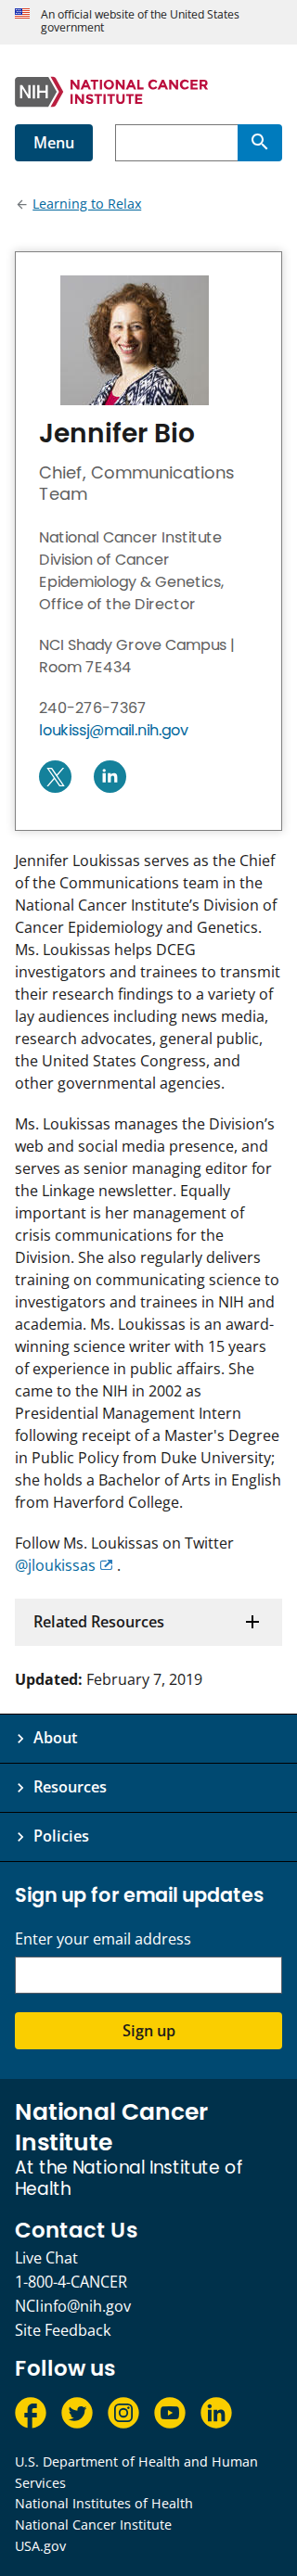 An official website of the United States
government
NIH NATIONAL CANCER
INSTITUTE
Menu
Learning to Relax
Jennifer Bio
Chief, Communications
Team
National Cancer Institute
Division of Cancer
Epidemiology & Genetics,
Office of the Director
NCI Shady Grove Campus |
Room 7E434
240-276-7367
loukissj@mail.nih.gov
Jennifer Loukissas serves as the Chief
of the Communications team in the
National Cancer Institute’s Division of
Cancer Epidemiology and Genetics.
Ms. Loukissas helps DCEG
investigators and trainees to transmit
their research findings to a variety of
lay audiences including news media,
research advocates, general public,
the United States Congress, and
other governmental agencies.
Ms. Loukissas manages the Division’s
web and social media presence, and
serves as senior managing editor for
the Linkage newsletter. Equally
important is her management of
crisis communications for the
Division. She also regularly delivers
training on communicating science to
investigators and trainees in NIH and
academia. Ms. Loukissas is an award-
winning science writer with 15 years
of experience in public affairs. She
came to the NIH in 2002 as
Presidential Management Intern
following receipt of a Master's Degree
in Public Policy from Duke University;
she holds a Bachelor of Arts in English
from Haverford College.
Follow Ms. Loukissas on Twitter
@jloukissas .
Related Resources
Updated: February 7, 2019
About
Resources
Policies
Sign up for email updates
Enter your email address
Sign up
National Cancer
Institute
At the National Institute of
Health
Contact Us
Live Chat
1-800-4-CANCER
NCIinfo@nih.gov
Site Feedback
Follow us
U.S. Department of Health and Human
Services
National Institutes of Health
National Cancer Institute
USA.gov